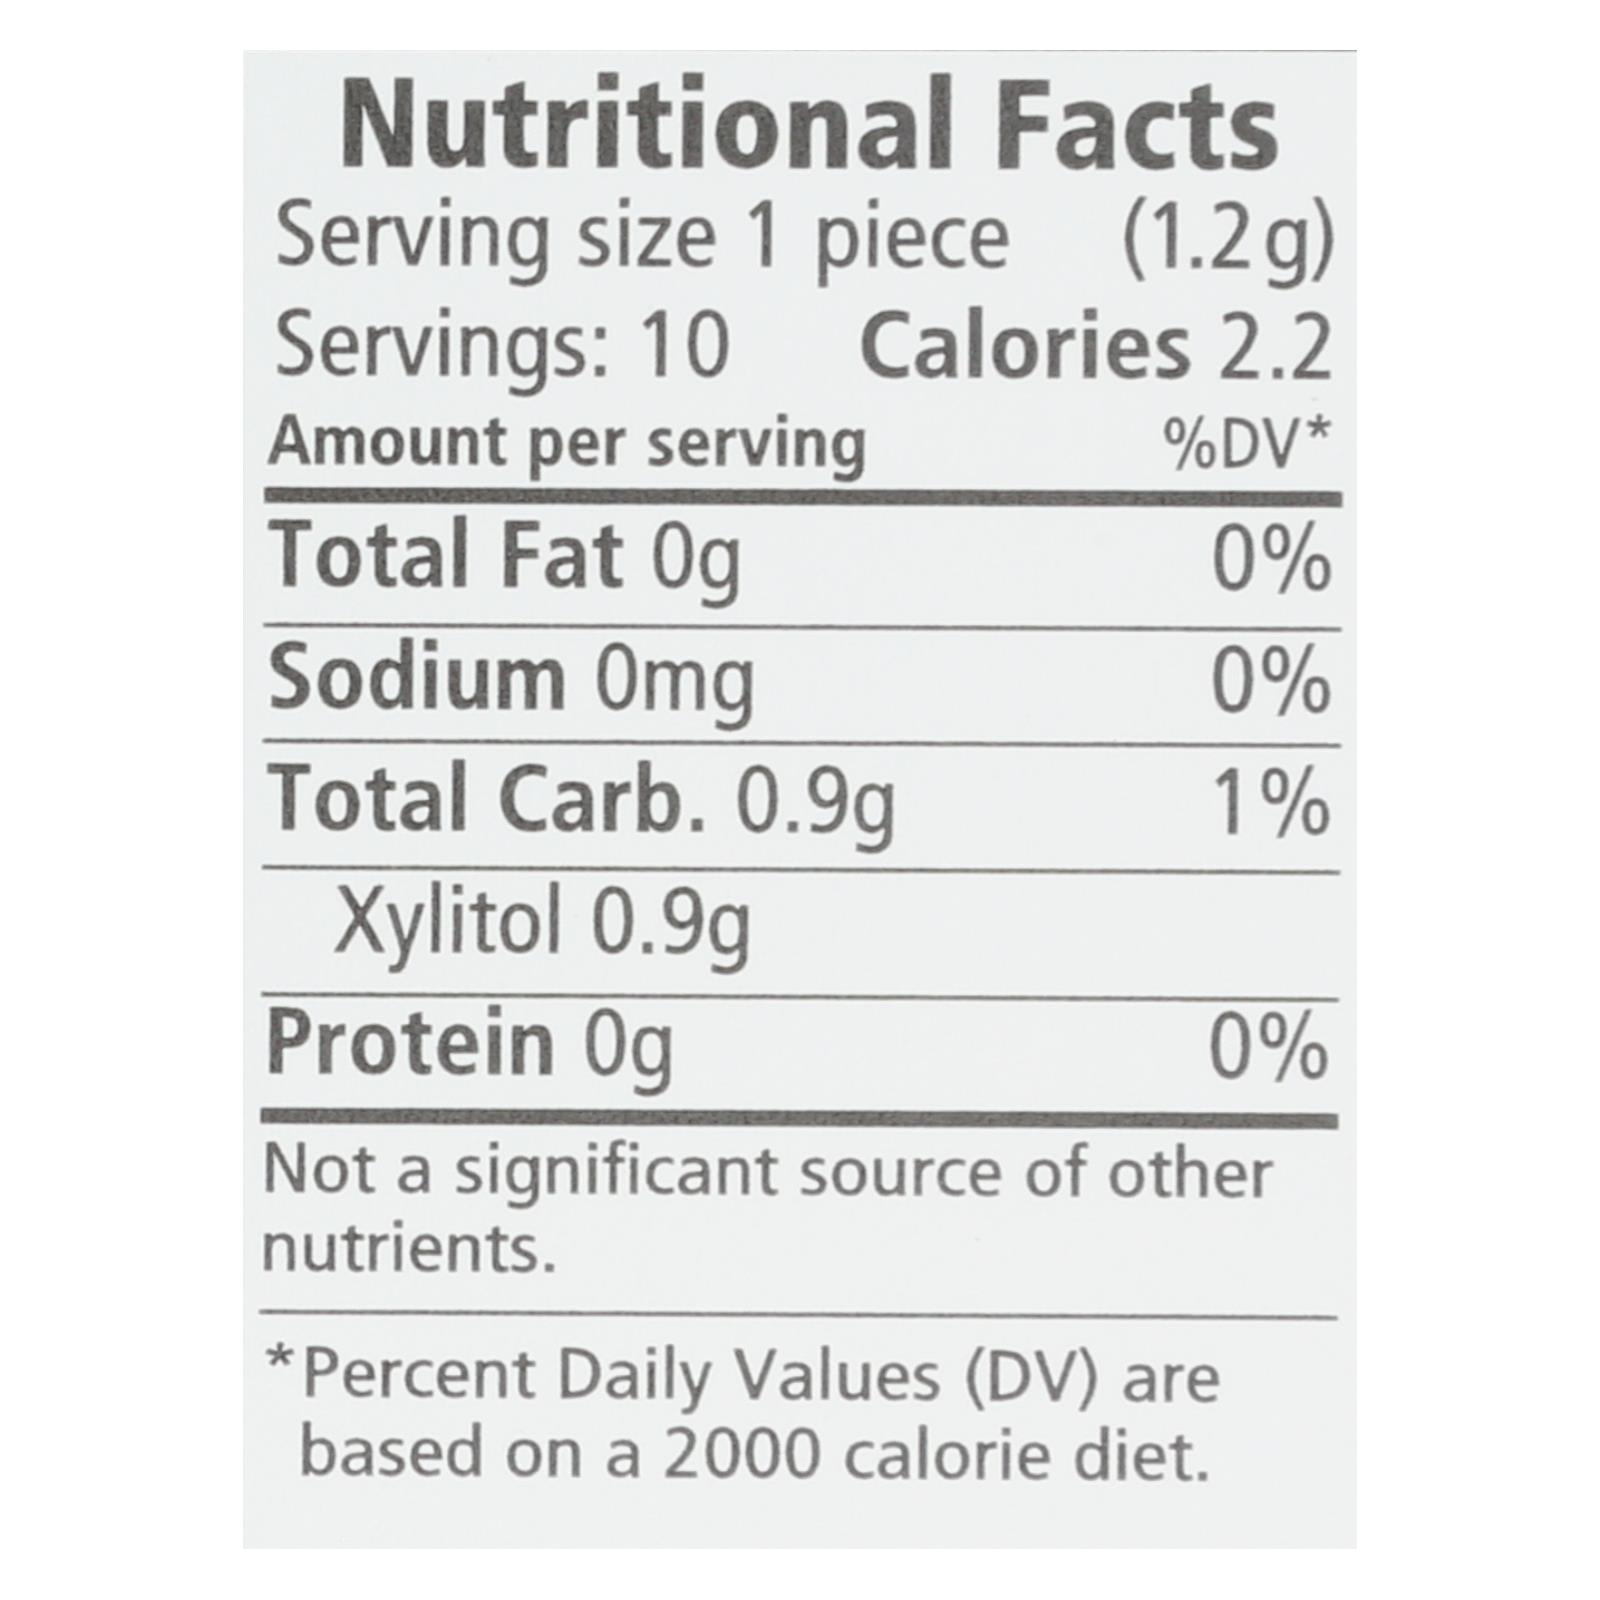 Nutritional Facts
Serving size 1 piece (1.2g)
Servings: 10 Calories 2.2
Amount per serving %DV*
Total Fat 0g 0%
Sodium 0mg 0%
Total Carb. 0.9g 1%
Xylitol 0.9g
Protein 0g 0%
Not a significant source of other
nutrients.
*Percent Daily Values (DV) are
based on a 2000 calorie diet.